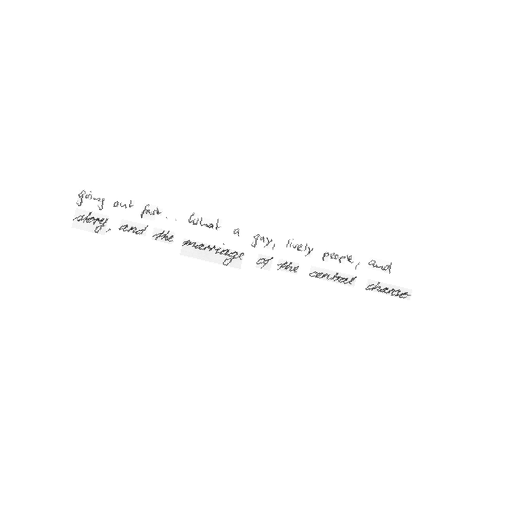 going out fast... What a gay, lively people, and
story, and the marriage of the central charac